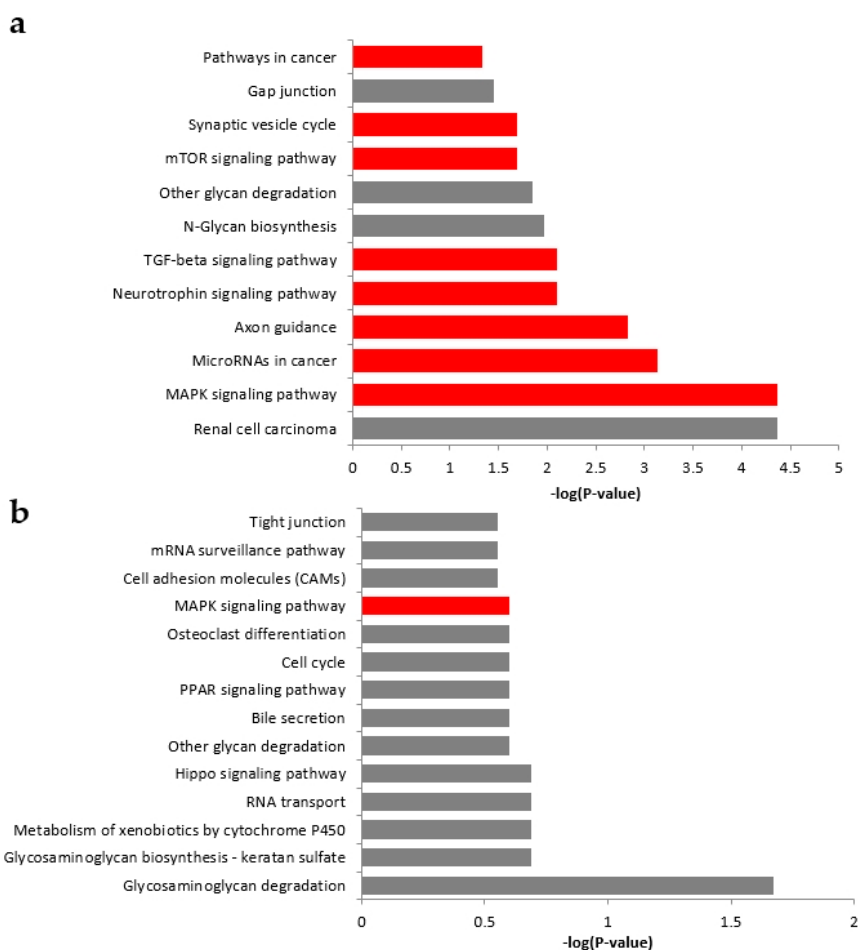 a
Pathways in cancer
Gap junction
Synaptic vesicle cycle
mTOR signaling pathway
Other glycan degradation
N-Glycan biosynthesis
TGF-beta signaling pathway
Neurotrophin signaling pathway
Axon guidance
MicroRNAs in cancer
MAPK signaling pathway
Renal cell carcinoma
0 0.5 1 1.5 2 2.5 3 3.5 4 4.5 5
-log(P-value)
b
Tight junction
mRNA surveillance pathway
Cell adhesion molecules (CAMs)
MAPK signaling pathway
Osteoclast differentiation
Cell cycle
PPAR signaling pathway
Bile secretion
Other glycan degradation
Hippo signaling pathway
RNA transport
Metabolism of xenobiotics by cytochrome P450
Glycosaminoglycan biosynthesis - keratan sulfate
Glycosaminoglycan degradation
0 0.5 1 1.5 2
-log(P-value)